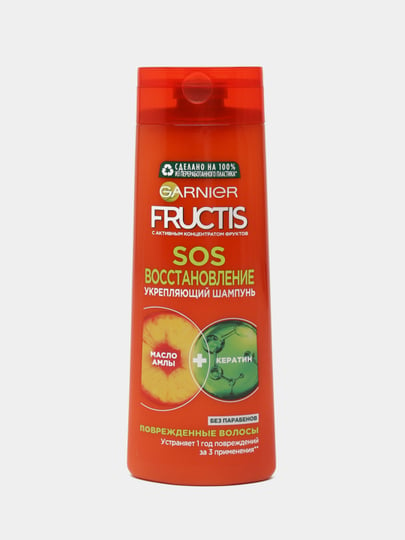 СДЕЛАНО НА 100%
ИЗ ПЕРЕРАБОТАННОГО ПЛАСТИКА*
GARNIER
FRUCTIS
С АКТИВНЫМ КОНЦЕНТРАТОМ ФРУКТОВ
SOS
ВОССТАНОВЛЕНИЕ
УКРЕПЛЯЮЩИЙ ШАМПУНЬ
МАСЛО
АМЛЫ
+
КЕРАТИН
БЕЗ ПАРАБЕНОВ
ПОВРЕЖДЕННЫЕ ВОЛОСЫ
Устраняет 1 год повреждений
за 3 применения**